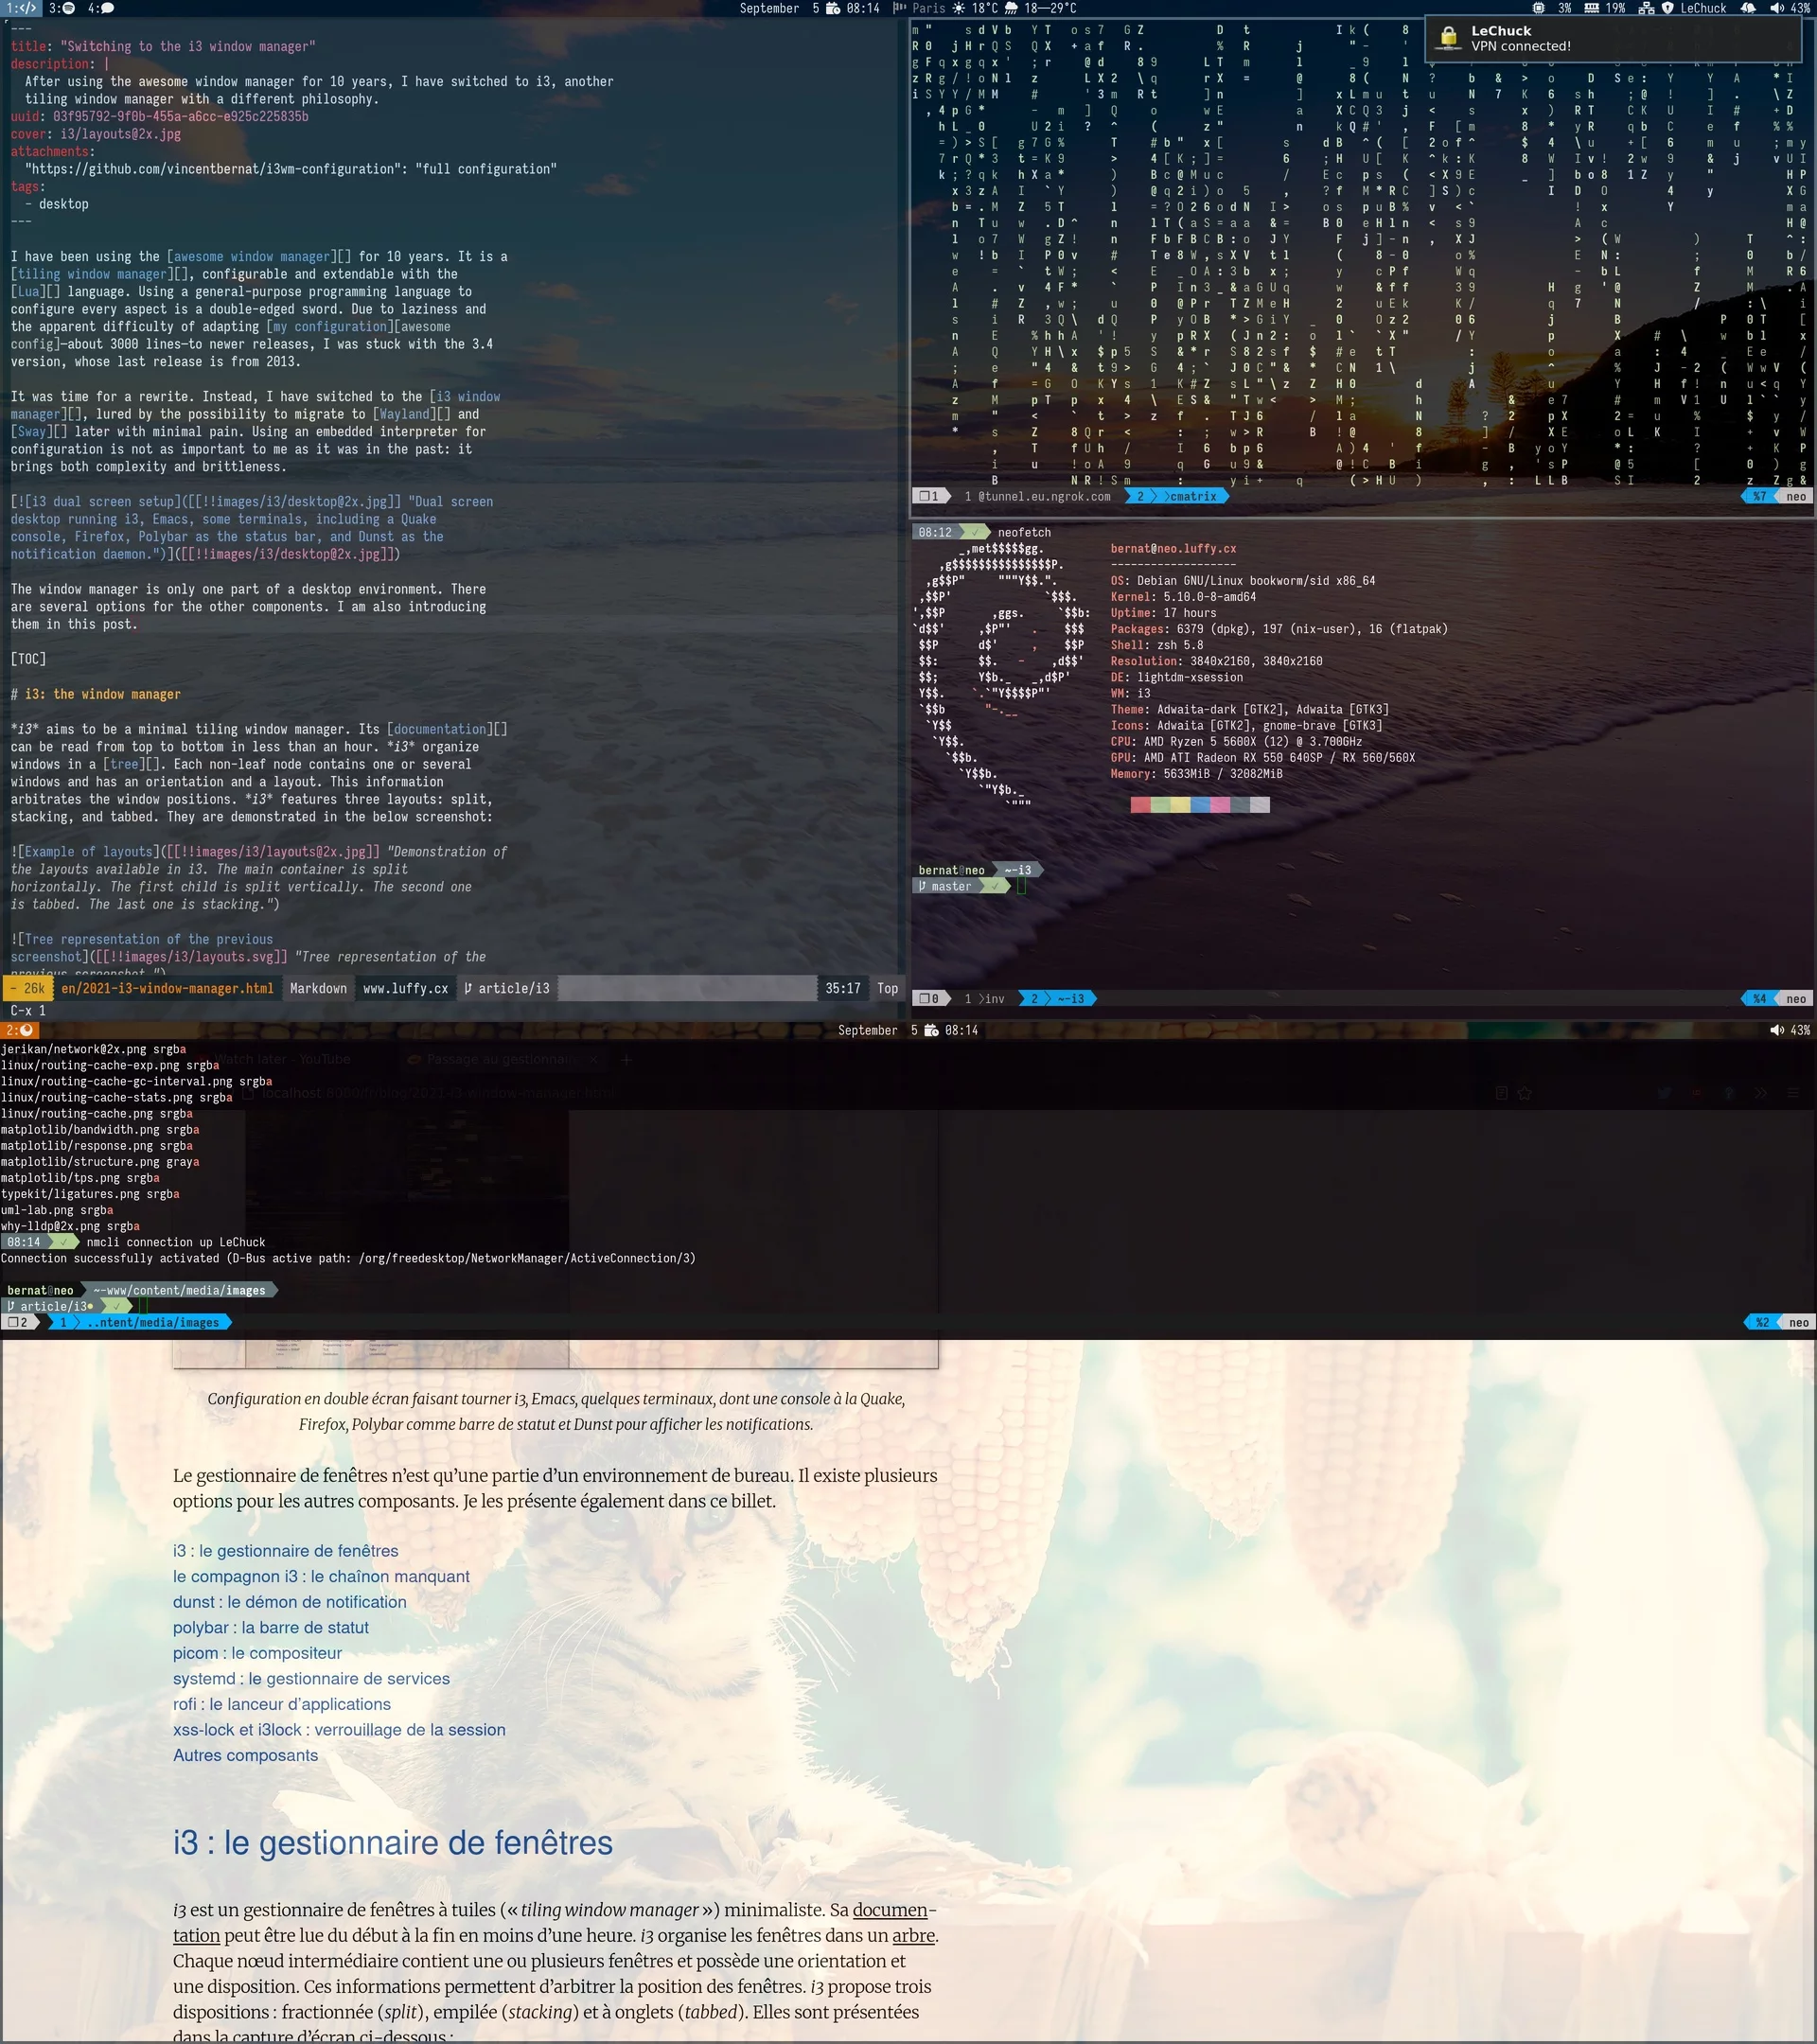 1:</> 3: 4: September 5 08:14 Paris 18°C 18—29°C 3% 19% LeChuck 43%
LeChuck
VPN connected!
---
title: "Switching to the i3 window manager"
description: |
After using the awesome window manager for 10 years, I have switched to i3, another
tiling window manager with a different philosophy.
uuid: 03f95792-9f0b-455a-a6cc-e925c225835b
cover: i3/layouts@2x.jpg
attachments:
"https://github.com/vincentbernat/i3wm-configuration": "full configuration"
tags:
- desktop
---
I have been using the [awesome window manager][] for 10 years. It is a
[tiling window manager][], configurable and extendable with the
[Lua][] language. Using a general-purpose programming language to
configure every aspect is a double-edged sword. Due to laziness and
the apparent difficulty of adapting [my configuration][awesome
config]—about 3000 lines—to newer releases, I was stuck with the 3.4
version, whose last release is from 2013.
It was time for a rewrite. Instead, I have switched to the [i3 window
manager][], lured by the possibility to migrate to [Wayland][] and
[Sway][] later with minimal pain. Using an embedded interpreter for
configuration is not as important to me as it was in the past: it
brings both complexity and brittleness.
[![i3 dual screen setup]([[!!images/i3/desktop@2x.jpg]] "Dual screen
desktop running i3, Emacs, some terminals, including a Quake
console, Firefox, Polybar as the status bar, and Dunst as the
notification daemon.")]([[!!images/i3/desktop@2x.jpg]])
The window manager is only one part of a desktop environment. There
are several options for the other components. I am also introducing
them in this post.
[TOC]
# i3: the window manager
*i3* aims to be a minimal tiling window manager. Its [documentation][]
can be read from top to bottom in less than an hour. *i3* organize
windows in a [tree][]. Each non-leaf node contains one or several
windows and has an orientation and a layout. This information
arbitrates the window positions. *i3* features three layouts: split,
stacking, and tabbed. They are demonstrated in the below screenshot:
![Example of layouts]([[!!images/i3/layouts@2x.jpg]] "Demonstration of
the layouts available in i3. The main container is split
horizontally. The first child is split vertically. The second one
is tabbed. The last one is stacking.")
![Tree representation of the previous
screenshot]([[!!images/i3/layouts.svg]] "Tree representation of the
previous screenshot.")
- 26k en/2021-i3-window-manager.html Markdown www.luffy.cx article/i3 35:17 Top
C-x 1
1 1 @tunnel.eu.ngrok.com 2 >cmatrix %7 neo
08:12 ✓ neofetch
bernat@neo.luffy.cx
-------------------
OS: Debian GNU/Linux bookworm/sid x86_64
Kernel: 5.10.0-8-amd64
Uptime: 17 hours
Packages: 6379 (dpkg), 197 (nix-user), 16 (flatpak)
Shell: zsh 5.8
Resolution: 3840x2160, 3840x2160
DE: lightdm-xsession
WM: i3
Theme: Adwaita-dark [GTK2], Adwaita [GTK3]
Icons: Adwaita [GTK2], gnome-brave [GTK3]
CPU: AMD Ryzen 5 5600X (12) @ 3.700GHz
GPU: AMD ATI Radeon RX 550 640SP / RX 560/560X
Memory: 5633MiB / 32082MiB
bernat@neo ~-i3
master ✓
0 1 >inv 2 ~-i3 %4 neo
2: September 5 08:14 43%
Watch later - YouTube Passage au gestionnair
localhost:8080/fr/blog/2021-i3-window-manager.html
jerikan/network@2x.png srgba
linux/routing-cache-exp.png srgba
linux/routing-cache-gc-interval.png srgba
linux/routing-cache-stats.png srgba
linux/routing-cache.png srgba
matplotlib/bandwidth.png srgba
matplotlib/response.png srgba
matplotlib/structure.png graya
matplotlib/tps.png srgba
typekit/ligatures.png srgba
uml-lab.png srgba
why-lldp@2x.png srgba
08:14 ✓ nmcli connection up LeChuck
Connection successfully activated (D-Bus active path: /org/freedesktop/NetworkManager/ActiveConnection/3)
bernat@neo ~-www/content/media/images
article/i3● ✓
2 1 ..ntent/media/images %2 neo
Configuration en double écran faisant tourner i3, Emacs, quelques terminaux, dont une console à la Quake,
Firefox, Polybar comme barre de statut et Dunst pour afficher les notifications.
Le gestionnaire de fenêtres n'est qu'une partie d'un environnement de bureau. Il existe plusieurs
options pour les autres composants. Je les présente également dans ce billet.
i3 : le gestionnaire de fenêtres
le compagnon i3 : le chaînon manquant
dunst : le démon de notification
polybar : la barre de statut
picom : le compositeur
systemd : le gestionnaire de services
rofi : le lanceur d'applications
xss-lock et i3lock : verrouillage de la session
Autres composants
i3 : le gestionnaire de fenêtres
i3 est un gestionnaire de fenêtres à tuiles (« tiling window manager ») minimaliste. Sa documen-
tation peut être lue du début à la fin en moins d'une heure. i3 organise les fenêtres dans un arbre.
Chaque nœud intermédiaire contient une ou plusieurs fenêtres et possède une orientation et
une disposition. Ces informations permettent d'arbitrer la position des fenêtres. i3 propose trois
dispositions : fractionnée (split), empilée (stacking) et à onglets (tabbed). Elles sont présentées
dans la capture d'écran ci-dessous :